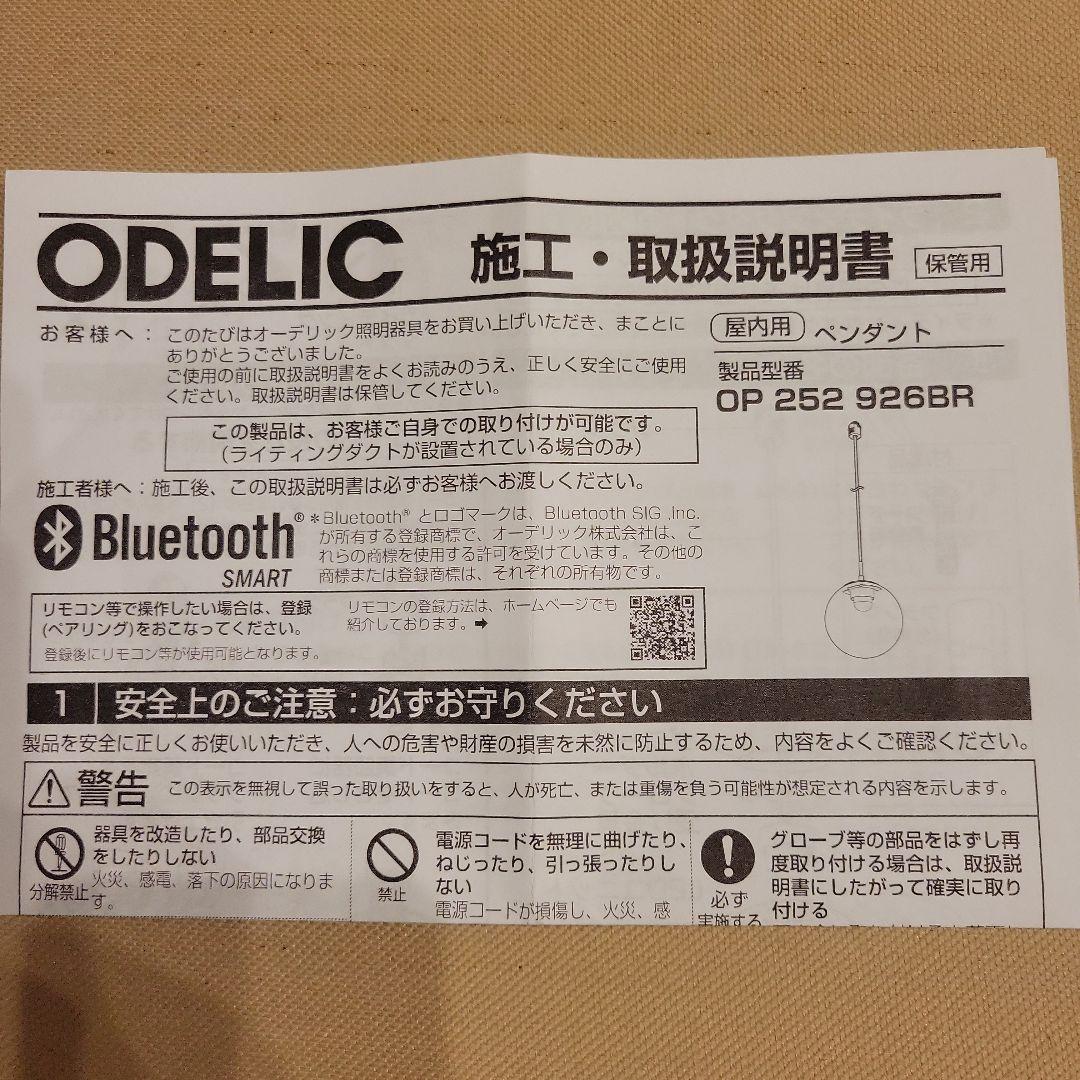 ODELIC 施工・取扱説明書 保管用
お客様へ：このたびはオーデリック照明器具をお買い上げいただき、まことに
ありがとうございました。
ご使用の前に取扱説明書をよくお読みのうえ、正しく安全にご使用
ください。取扱説明書は保管してください。
この製品は、お客様ご自身での取り付けが可能です。
（ライティングダクトが設置されている場合のみ）
施工者様へ：施工後、この取扱説明書は必ずお客様へお渡しください。
屋内用 ペンダント
製品型番
OP 252 926BR
Bluetooth®
SMART
＊Bluetooth® とロゴマークは、Bluetooth SIG ,Inc.
が所有する登録商標で、オーデリック株式会社は、こ
れらの商標を使用する許可を受けています。その他の
商標または登録商標は、それぞれの所有物です。
リモコン等で操作したい場合は、登録
(ペアリング)をおこなってください。
登録後にリモコン等が使用可能となります。
リモコンの登録方法は、ホームページでも
紹介しております。➡
1 安全上のご注意：必ずお守りください
製品を安全に正しくお使いいただき、人への危害や財産の損害を未然に防止するため、内容をよくご確認ください。
警告 この表示を無視して誤った取り扱いをすると、人が死亡、または重傷を負う可能性が想定される内容を示します。
分解禁止
器具を改造したり、部品交換
をしたりしない
火災、感電、落下の原因になりま
す。
禁止
電源コードを無理に曲げたり、
ねじったり、引っ張ったりし
ない
電源コードが損傷し、火災、感
必ず
実施する
グローブ等の部品をはずし再
度取り付ける場合は、取扱説
明書にしたがって確実に取り
付ける